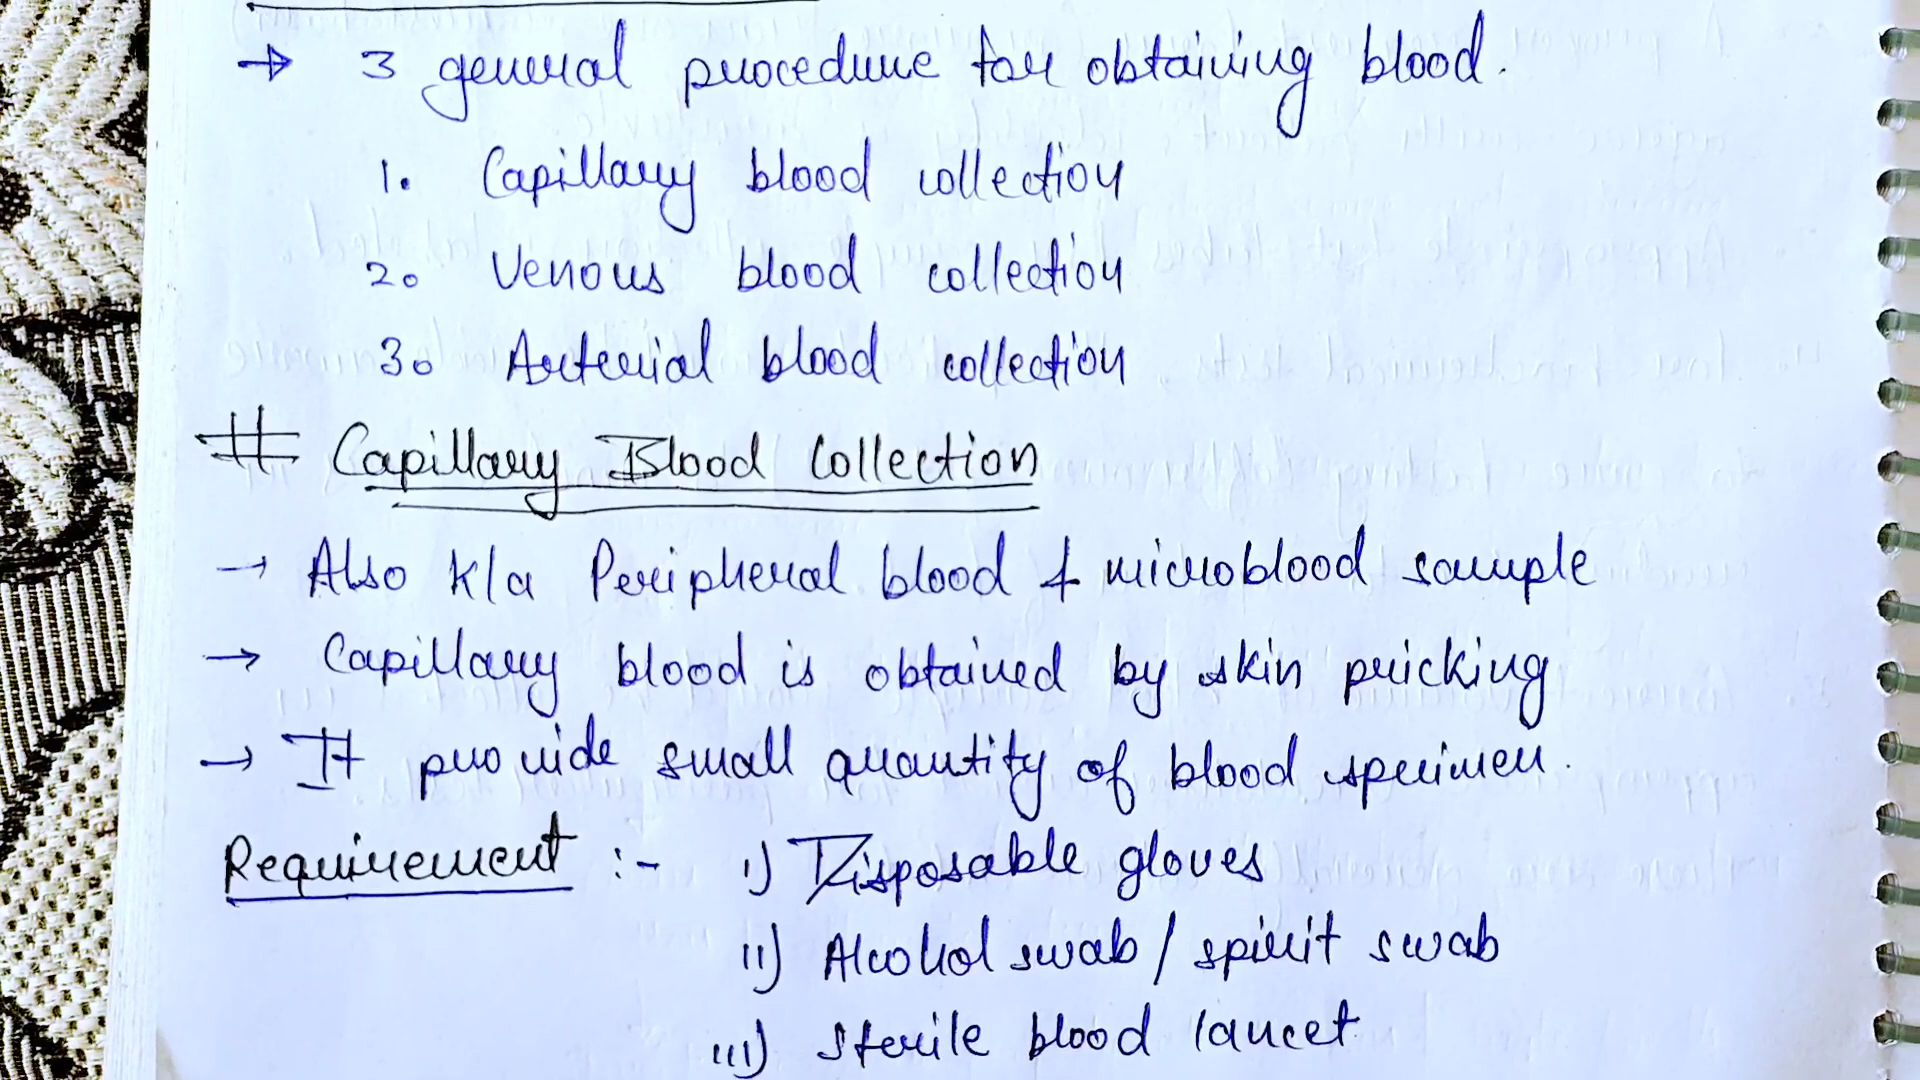 → 3 general procedure for obtaining blood.
1. Capillary blood collection
2. Venous blood collection
3. Arterial blood collection
# Capillary Blood Collection
→ Also k/a Peripheral blood & microblood sample
→ Capillary blood is obtained by skin pricking
→ It provide small quantity of blood specimen.
Requirement :- i) Disposable gloves
ii) Alcohol swab / spirit swab
iii) Sterile blood lancet